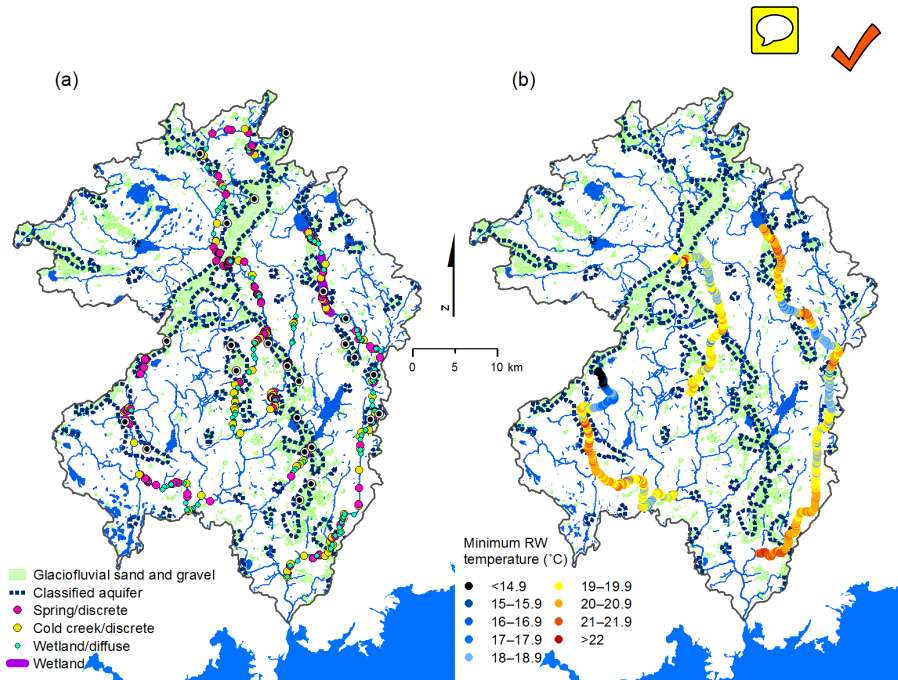 (a)
(b)
N
0 5 10 km
Glaciofluvial sand and gravel
Classified aquifer
Spring/discrete
Cold creek/discrete
Wetland/diffuse
Wetland
Minimum RW
temperature (°C)
<14.9
15–15.9
16–16.9
17–17.9
18–18.9
19–19.9
20–20.9
21–21.9
>22